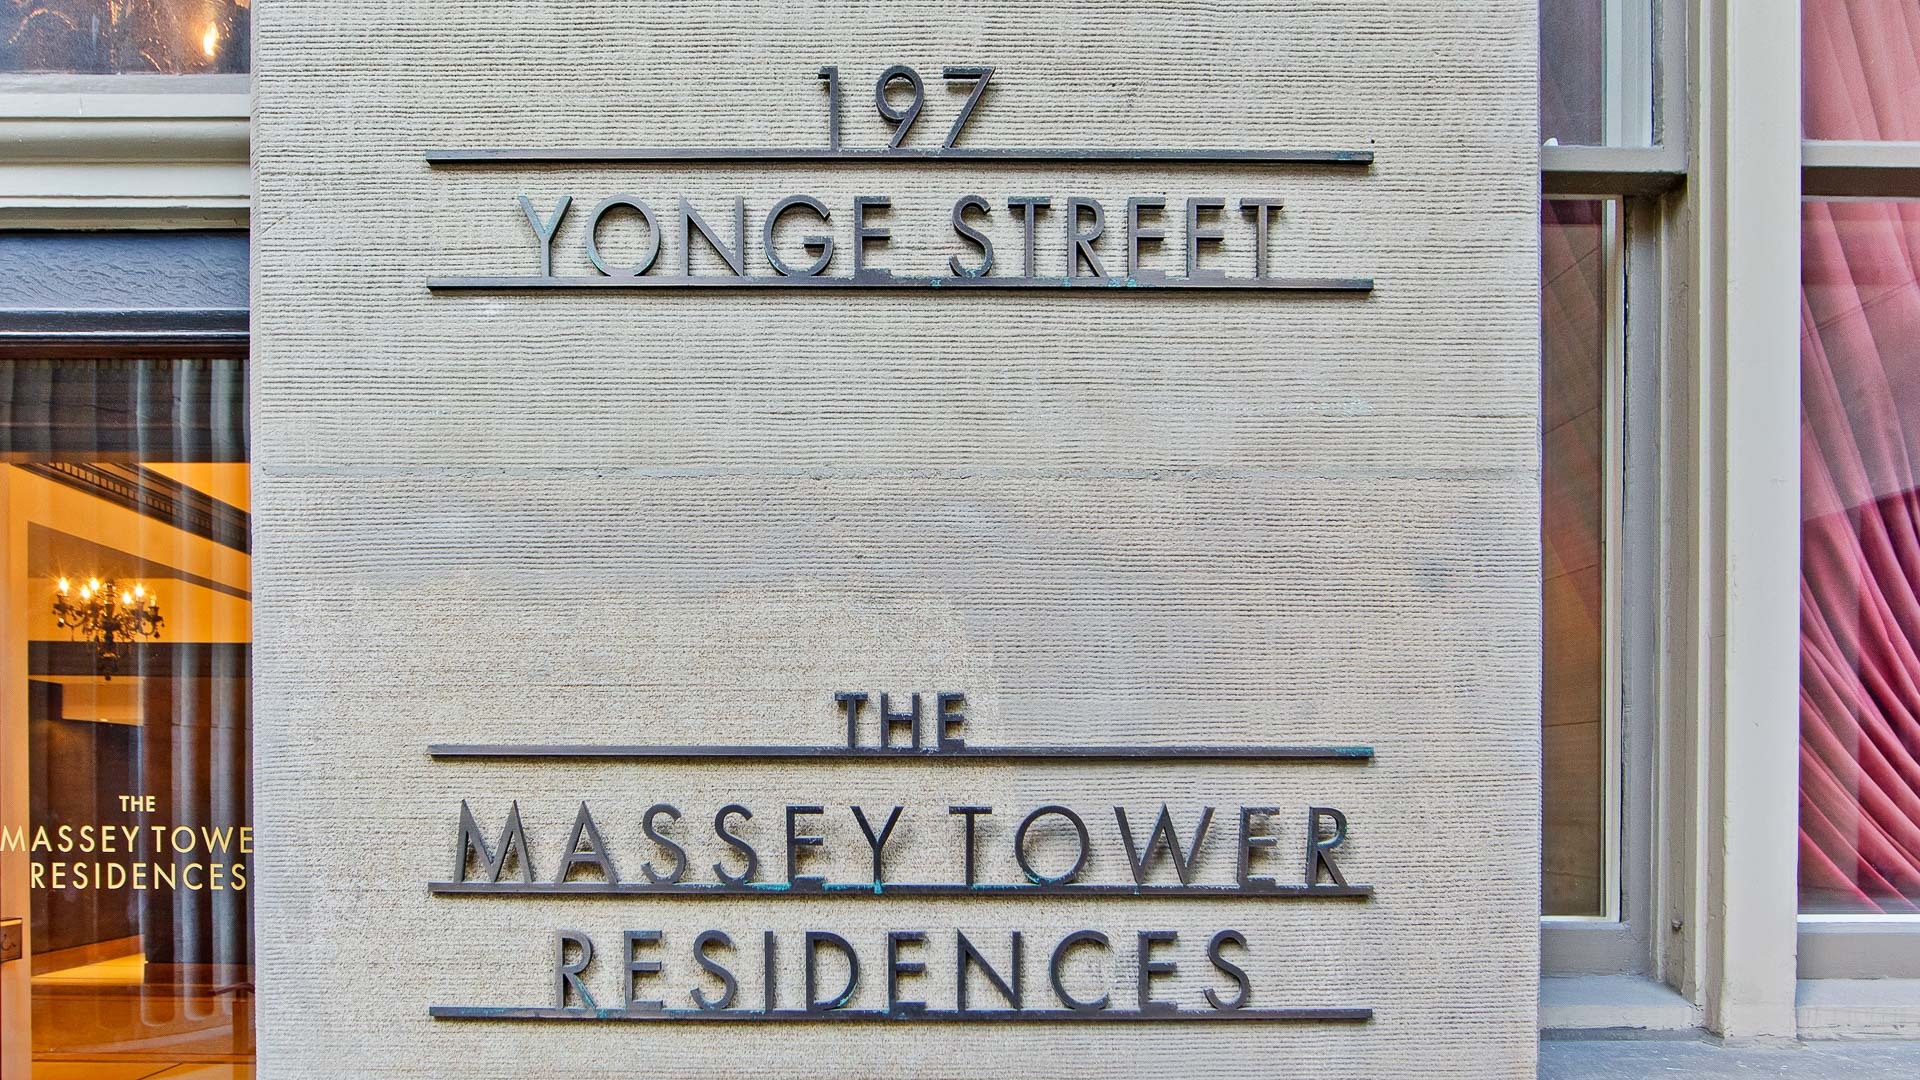 197
YONGE STREET
THE
MASSEY TOWER
RESIDENCES
THE
MASSEY TOWE
RESIDENCES